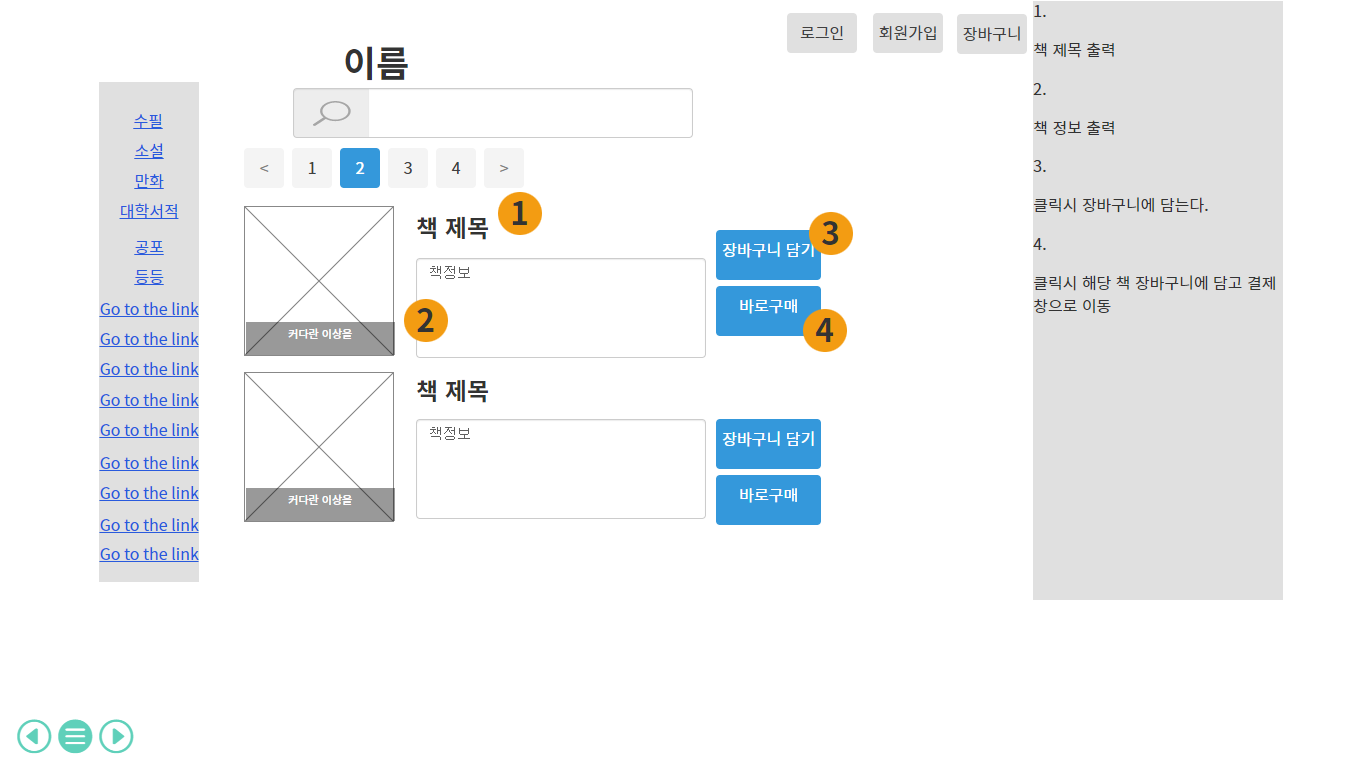 로그인
회원가입
장바구니
이름
수필
소설
만화
대학서적
공포
등등
Go to the link
Go to the link
Go to the link
Go to the link
Go to the link
Go to the link
Go to the link
Go to the link
Go to the link
< 1 2 3 4 >
책 제목
1
책정보
2
커다란 이상을
장바구니 담기
3
바로구매
4
책 제목
책정보
커다란 이상을
장바구니 담기
바로구매
1.
책 제목 출력
2.
책 정보 출력
3.
클릭시 장바구니에 담는다.
4.
클릭시 해당 책 장바구니에 담고 결제
창으로 이동